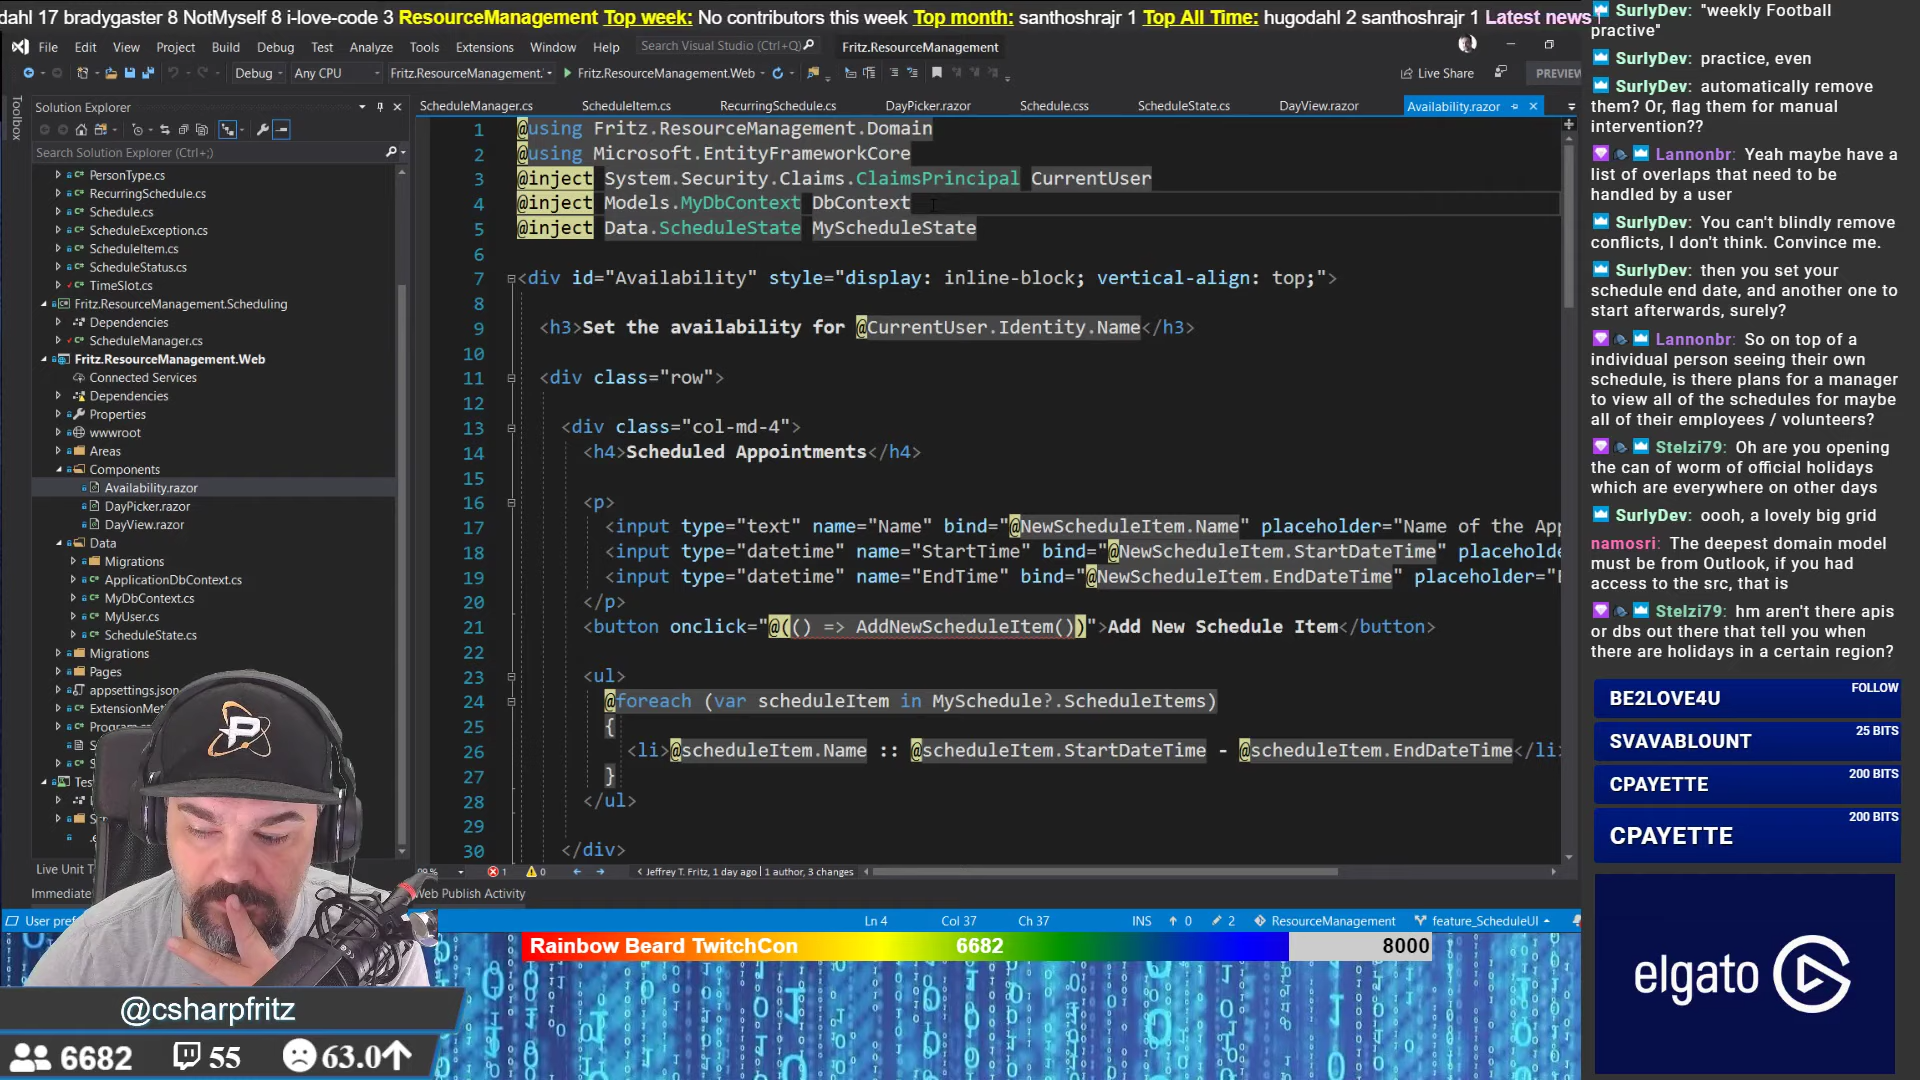 dahl 17 bradygaster 8 NotMyself 8 i-love-code 3 ResourceManagement Top week: No contributors this week Top month: santhoshrajr 1 Top All Time: hugodahl 2 santhoshrajr 1 Latest news
File Edit View Project Build Debug Test Analyze Tools Extensions Window Help Search Visual Studio (Ctrl+Q) Fritz.ResourceManagement
Debug Any CPU Fritz.ResourceManagement. Fritz.ResourceManagement.Web Live Share PREVIEW
Toolbox
Solution Explorer
Search Solution Explorer (Ctrl+;)
PersonType.cs
RecurringSchedule.cs
Schedule.cs
ScheduleException.cs
ScheduleItem.cs
ScheduleStatus.cs
TimeSlot.cs
Fritz.ResourceManagement.Scheduling
Dependencies
ScheduleManager.cs
Fritz.ResourceManagement.Web
Connected Services
Dependencies
Properties
wwwroot
Areas
Components
Availability.razor
DayPicker.razor
DayView.razor
Data
Migrations
ApplicationDbContext.cs
MyDbContext.cs
MyUser.cs
ScheduleState.cs
Migrations
Pages
appsettings.json
ExtensionMet
Program.c
Live Unit T
Immediate
ScheduleManager.cs ScheduleItem.cs RecurringSchedule.cs DayPicker.razor Schedule.css ScheduleState.cs DayView.razor Availability.razor
1 @using Fritz.ResourceManagement.Domain
2 @using Microsoft.EntityFrameworkCore
3 @inject System.Security.Claims.ClaimsPrincipal CurrentUser
4 @inject Models.MyDbContext DbContext
5 @inject Data.ScheduleState MyScheduleState
6
7 <div id="Availability" style="display: inline-block; vertical-align: top;">
8
9 <h3>Set the availability for @CurrentUser.Identity.Name</h3>
10
11 <div class="row">
12
13 <div class="col-md-4">
14 <h4>Scheduled Appointments</h4>
15
16 <p>
17 <input type="text" name="Name" bind="@NewScheduleItem.Name" placeholder="Name of the Ap
18 <input type="datetime" name="StartTime" bind="@NewScheduleItem.StartDateTime" placehold
19 <input type="datetime" name="EndTime" bind="@NewScheduleItem.EndDateTime" placeholder="E
20 </p>
21 <button onclick="@(() => AddNewScheduleItem())">Add New Schedule Item</button>
22
23 <ul>
24 @foreach (var scheduleItem in MySchedule?.ScheduleItems)
25 {
26 <li>@scheduleItem.Name :: @scheduleItem.StartDateTime - @scheduleItem.EndDateTime</li
27 }
28 </ul>
29
30 </div>
1 0 Jeffrey T. Fritz, 1 day ago | 1 author, 3 changes
Web Publish Activity
User pref Ln 4 Col 37 Ch 37 INS 0 2 ResourceManagement feature_ScheduleUI
Rainbow Beard TwitchCon 6682 8000
@csharpfritz
6682 55 63.0
SurlyDev: "weekly Football
practive"
SurlyDev: practice, even
SurlyDev: automatically remove
them? Or, flag them for manual
intervention??
Lannonbr: Yeah maybe have a
list of overlaps that need to be
handled by a user
SurlyDev: You can't blindly remove
conflicts, I don't think. Convince me.
SurlyDev: then you set your
schedule end date, and another one to
start afterwards, surely?
Lannonbr: So on top of a
individual person seeing their own
schedule, is there plans for a manager
to view all of the schedules for maybe
all of their employees / volunteers?
Stelzi79: Oh are you opening
the can of worm of official holidays
which are everywhere on other days
SurlyDev: oooh, a lovely big grid
namosri: The deepest domain model
must be from Outlook, if you had
access to the src, that is
Stelzi79: hm aren't there apis
or dbs out there that tell you when
there are holidays in a certain region?
BE2LOVE4U FOLLOW
SVAVABLOUNT 25 BITS
CPAYETTE 200 BITS
CPAYETTE 200 BITS
elgato